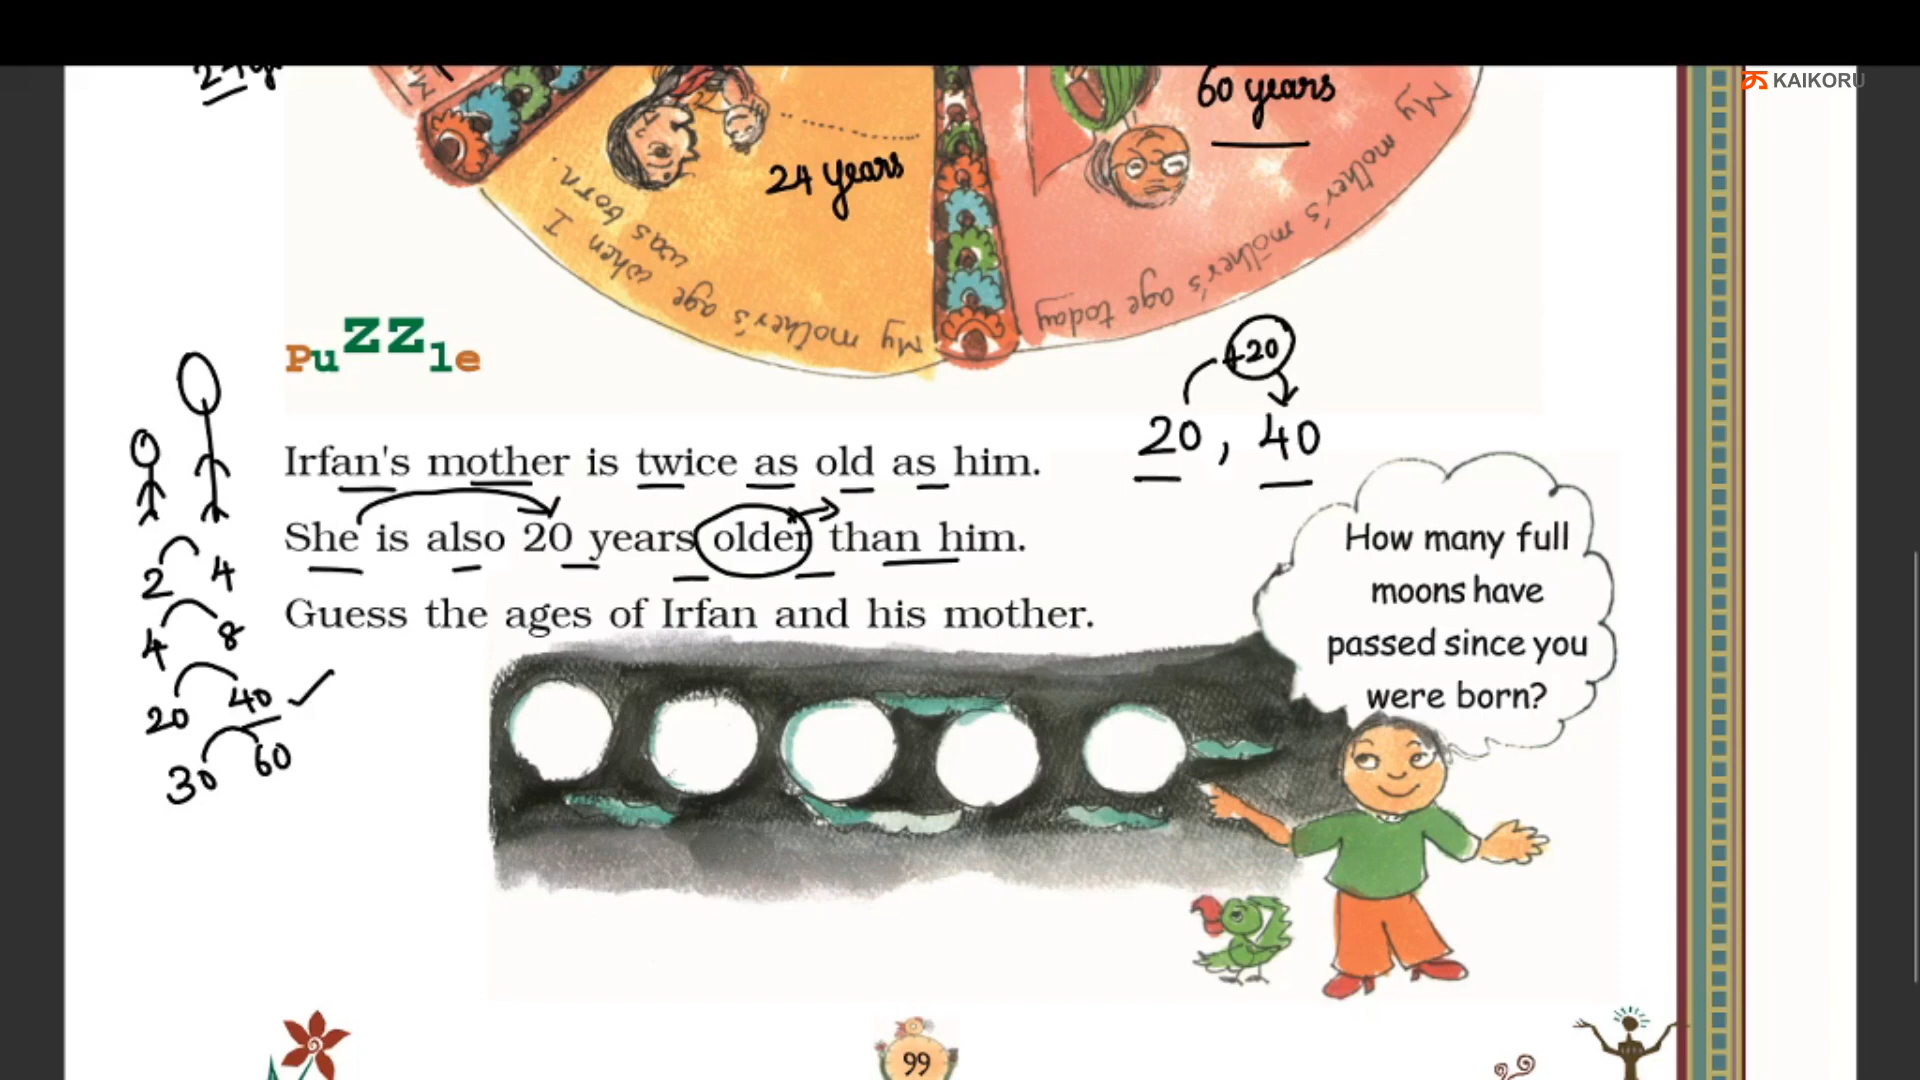 KAIKORU
60 years
24 years
My mother's age when I
was born.
My mother's mother's age today
Puzzle
+20
20, 40
Irfan's mother is twice as old as him.
She is also 20 years older than him.
Guess the ages of Irfan and his mother.
2 4
4 8
20 40
30 60
How many full
moons have
passed since you
were born?
99